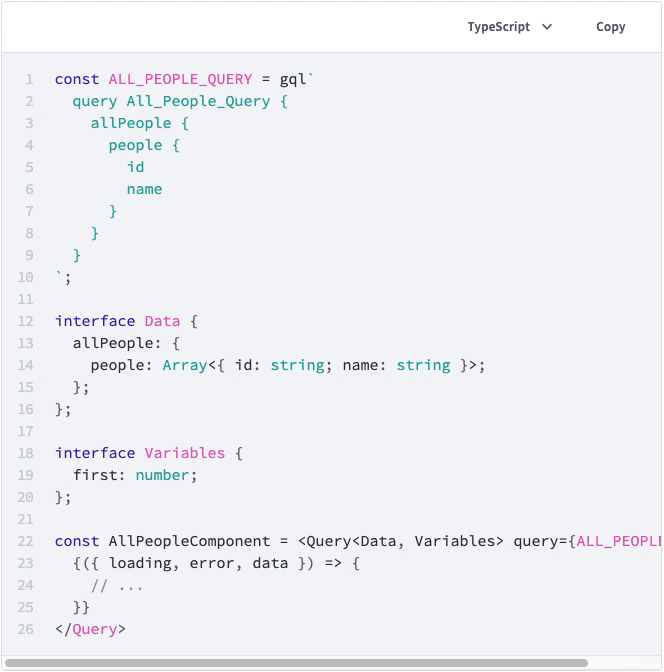 TypeScript Copy
1 const ALL_PEOPLE_QUERY = gql`
2   query All_People_Query {
3     allPeople {
4       people {
5         id
6         name
7       }
8     }
9   }
10 `;
11
12 interface Data {
13   allPeople: {
14     people: Array<{ id: string; name: string }>;
15   };
16 };
17
18 interface Variables {
19   first: number;
20 };
21
22 const AllPeopleComponent = <Query<Data, Variables> query={ALL_PEOPLE
23   {({ loading, error, data }) => {
24     // ...
25   }}
26 </Query>